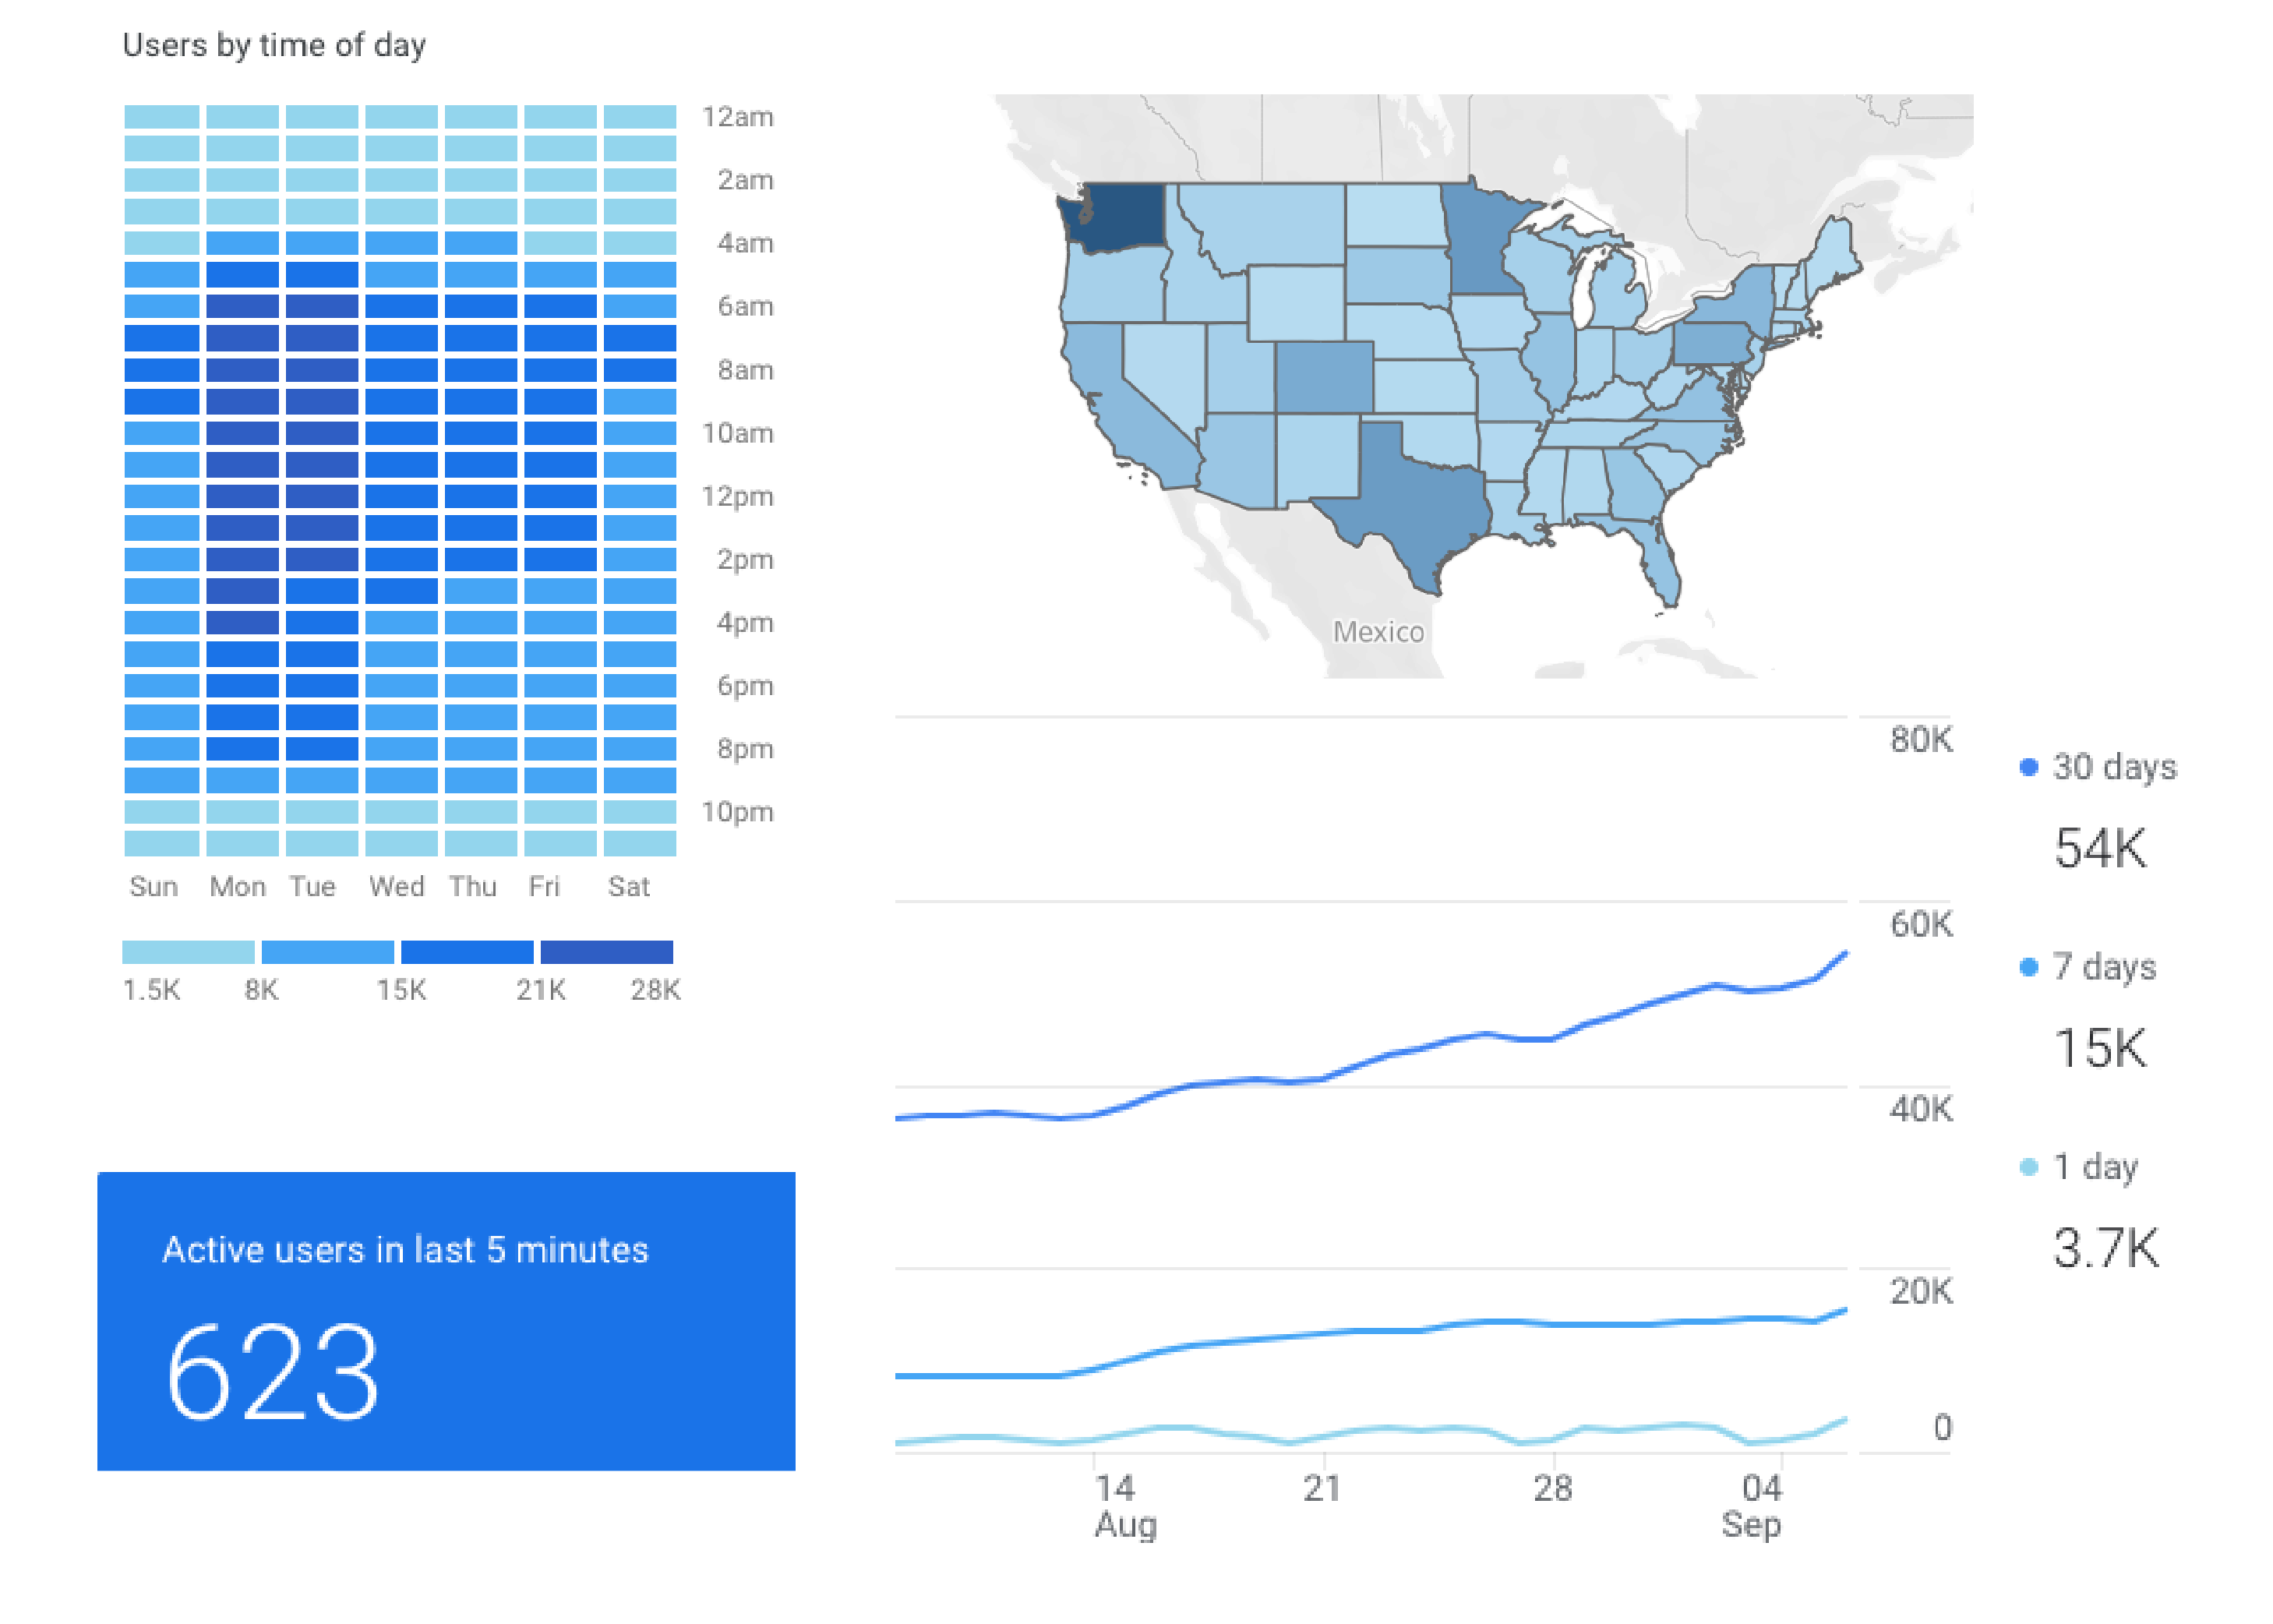 Users by time of day
12am
2am
4am
6am
8am
10am
12pm
2pm
4pm
6pm
8pm
10pm
Sun Mon Tue Wed Thu Fri Sat
1.5K 8K 15K 21K 28K
Active users in last 5 minutes
623
Mexico
80K
60K
40K
20K
0
14 21 28 04
Aug Sep
30 days
54K
7 days
15K
1 day
3.7K